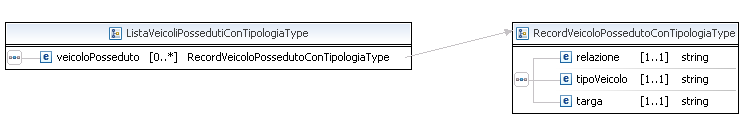 ListaVeicoliPossedutiConTipologiaType
veicoloPosseduto [0..*] RecordVeicoloPossedutoConTipologiaType
RecordVeicoloPossedutoConTipologiaType
relazione [1..1] string
tipoVeicolo [1..1] string
targa [1..1] string